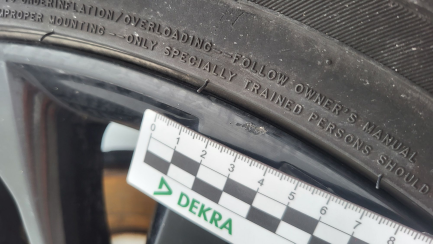 UNDERINFLATION/OVERLOADING--FOLLOW OWNER'S MANUAL
IMPROPER MOUNTING--ONLY SPECIALLY TRAINED PERSONS SHOULD
0 1 2 3 4 5 6 7 8
DEKRA